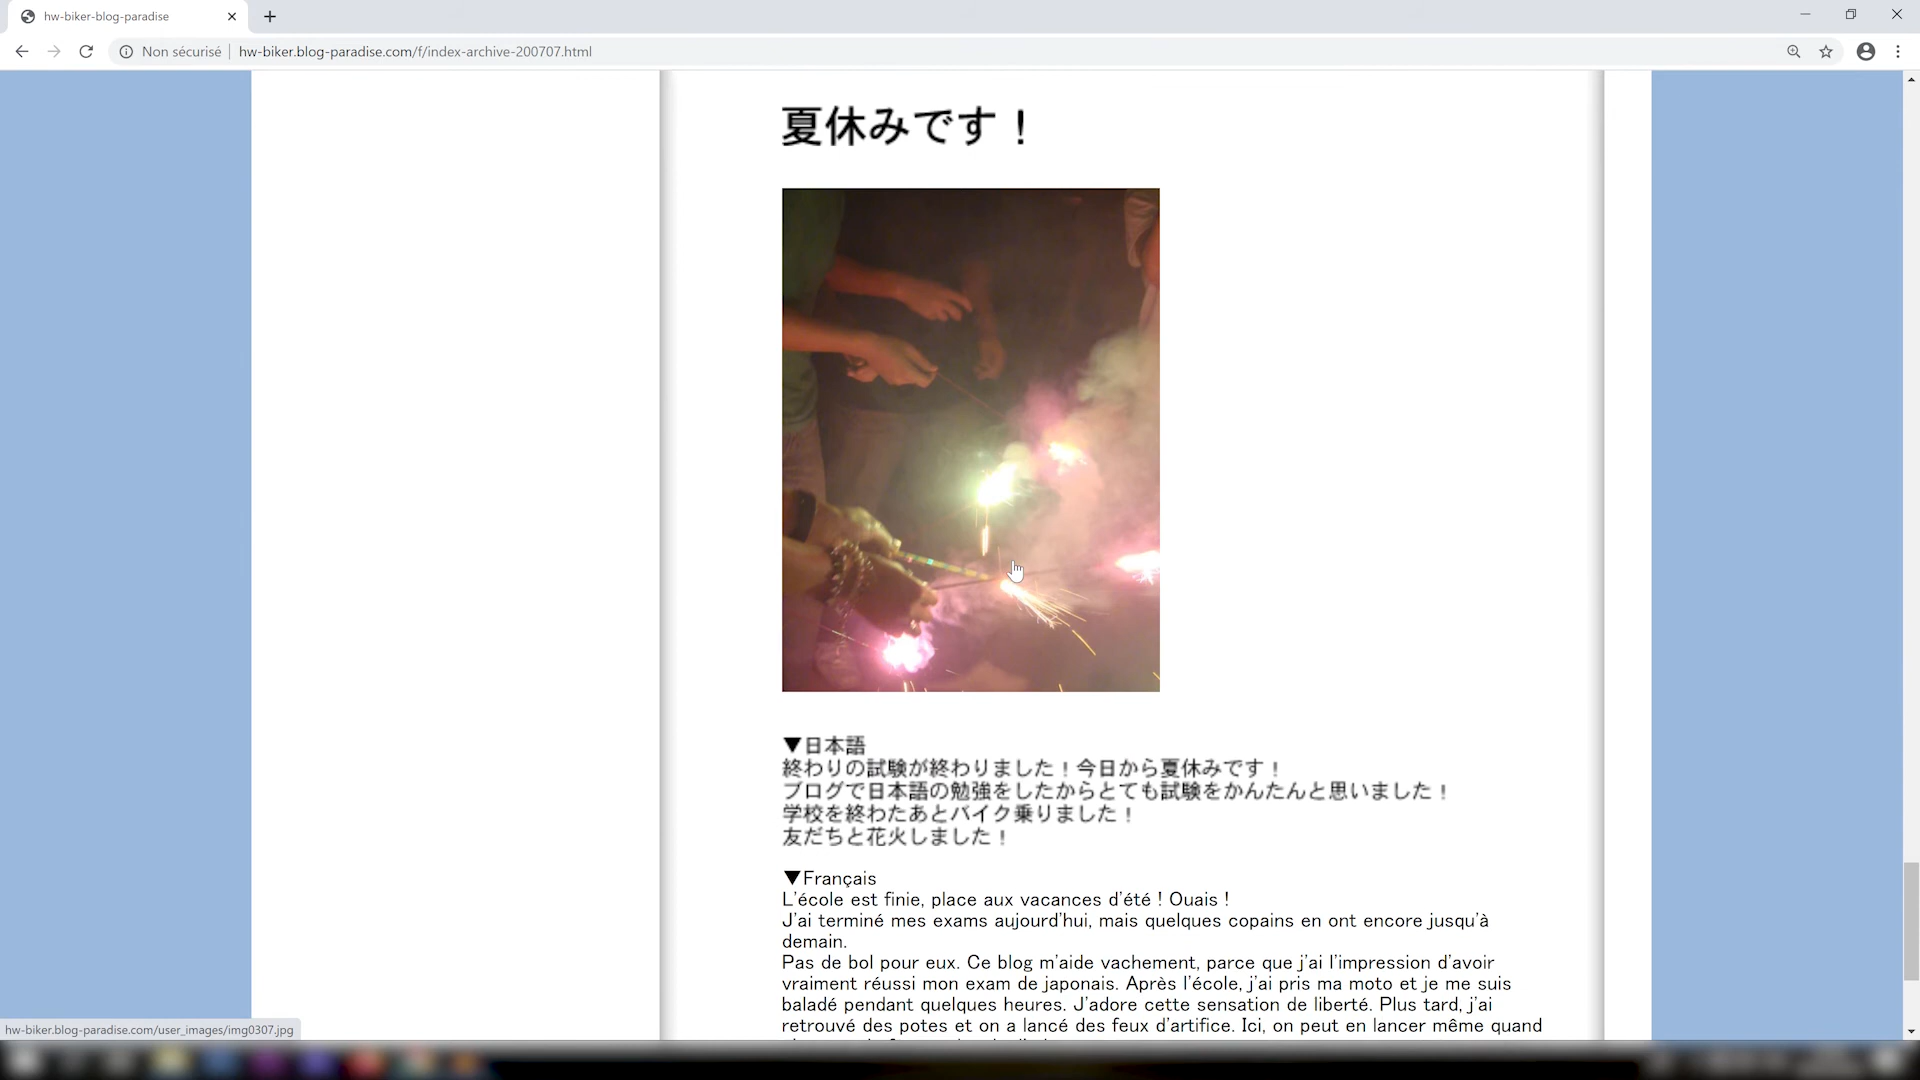 hw-biker-blog-paradise
Non sécurisé | hw-biker.blog-paradise.com/f/index-archive-200707.html
夏休みです！
▼日本語
終わりの試験が終わりました！今日から夏休みです！
ブログで日本語の勉強をしたからとても試験をかんたんと思いました！
学校を終わたあとバイク乗りました！
友だちと花火しました！
▼Français
L'école est finie, place aux vacances d'été ! Ouais !
J'ai terminé mes exams aujourd'hui, mais quelques copains en ont encore jusqu'à
demain.
Pas de bol pour eux. Ce blog m'aide vachement, parce que j'ai l'impression d'avoir
vraiment réussi mon exam de japonais. Après l'école, j'ai pris ma moto et je me suis
baladé pendant quelques heures. J'adore cette sensation de liberté. Plus tard, j'ai
retrouvé des potes et on a lancé des feux d'artifice. Ici, on peut en lancer même quand
hw-biker.blog-paradise.com/user_images/img0307.jpg